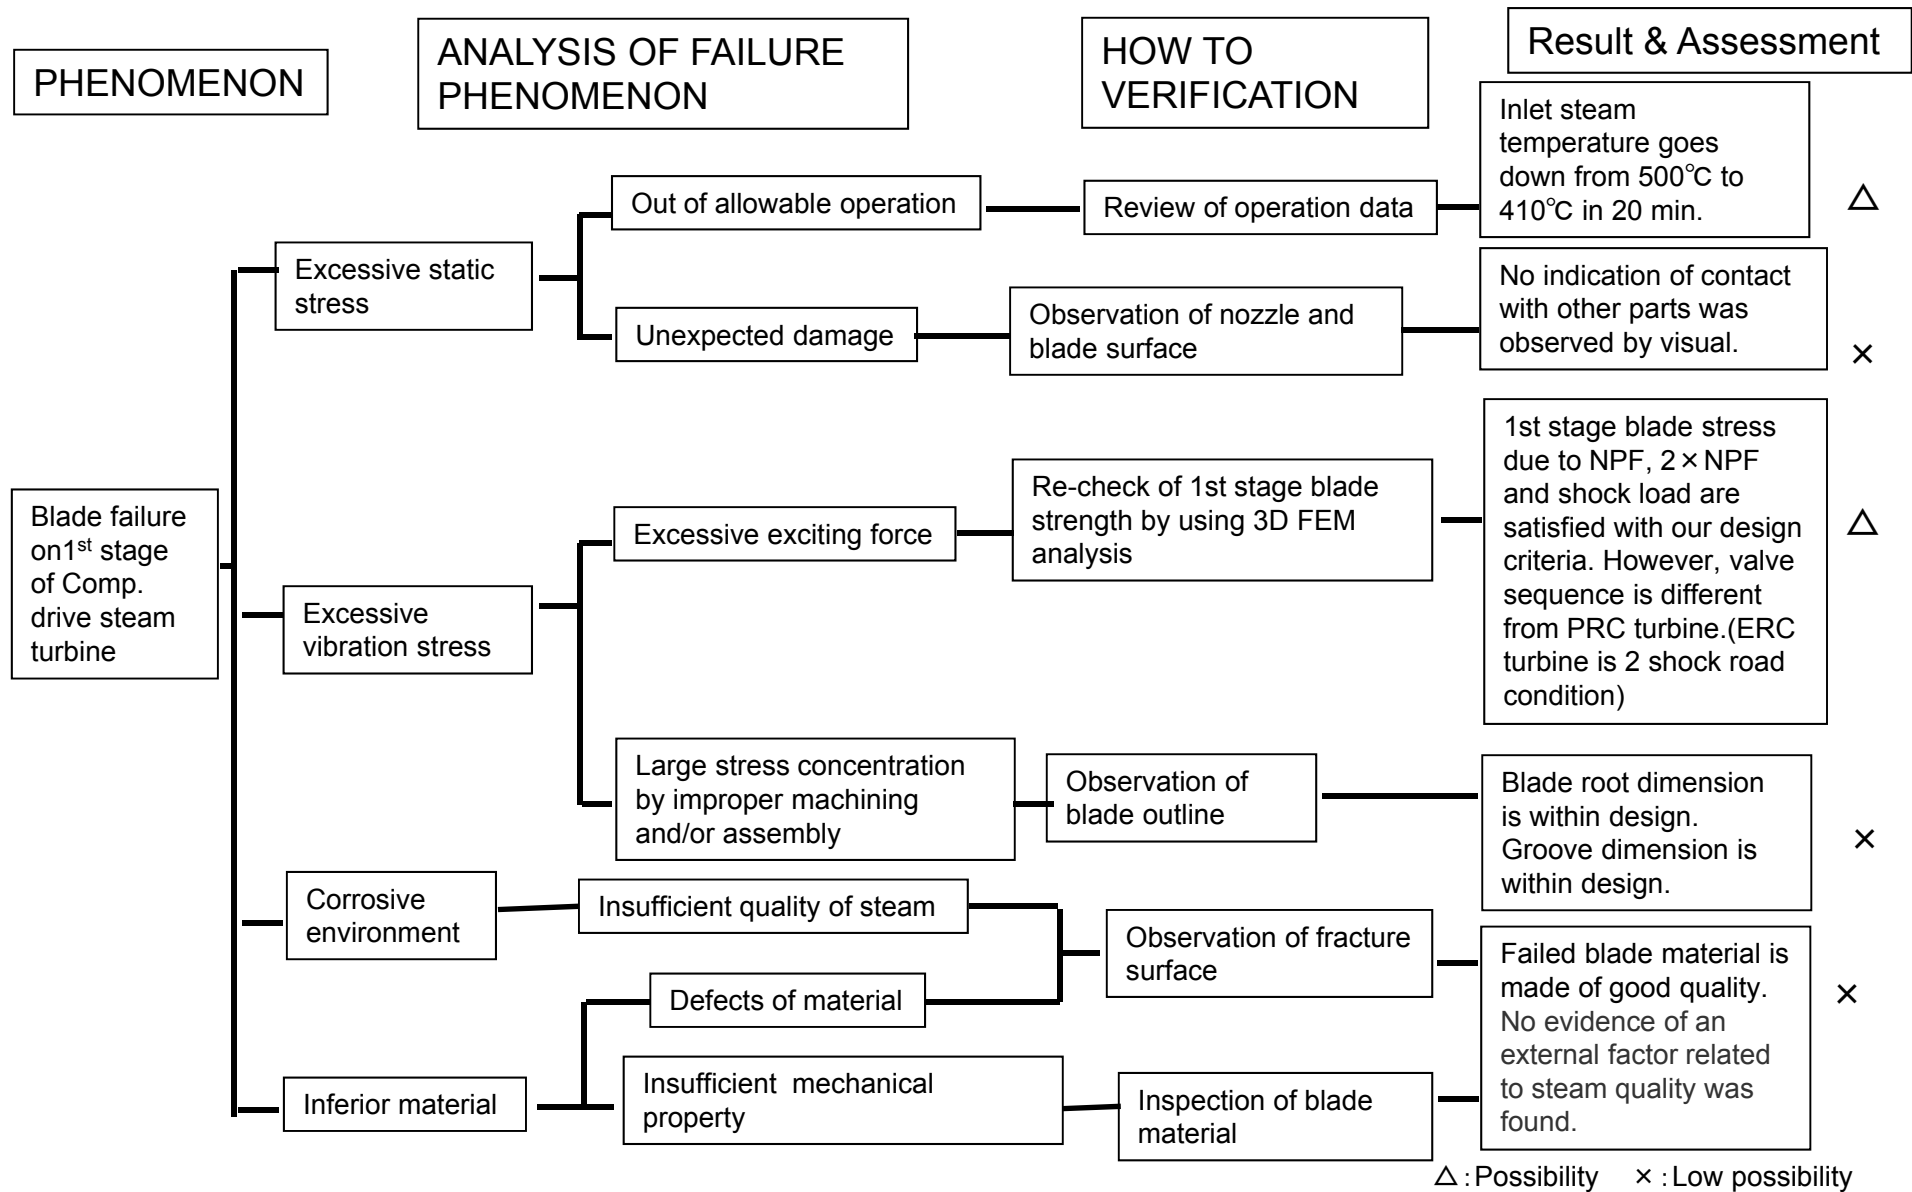 PHENOMENON
ANALYSIS OF FAILURE
PHENOMENON
HOW TO
VERIFICATION
Result & Assessment
Blade failure
on1st stage
of Comp.
drive steam
turbine
Excessive static
stress
Out of allowable operation
Review of operation data
Inlet steam
temperature goes
down from 500℃ to
410℃ in 20 min.
△
Unexpected damage
Observation of nozzle and
blade surface
No indication of contact
with other parts was
observed by visual.
×
Excessive
vibration stress
Excessive exciting force
Re-check of 1st stage blade
strength by using 3D FEM
analysis
1st stage blade stress
due to NPF, 2×NPF
and shock load are
satisfied with our design
criteria. However, valve
sequence is different
from PRC turbine.(ERC
turbine is 2 shock road
condition)
△
Large stress concentration
by improper machining
and/or assembly
Observation of
blade outline
Blade root dimension
is within design.
Groove dimension is
within design.
×
Corrosive
environment
Insufficient quality of steam
Observation of fracture
surface
Inferior material
Defects of material
Insufficient mechanical
property
Inspection of blade
material
Failed blade material is
made of good quality.
No evidence of an
external factor related
to steam quality was
found.
×
△:Possibility ×:Low possibility